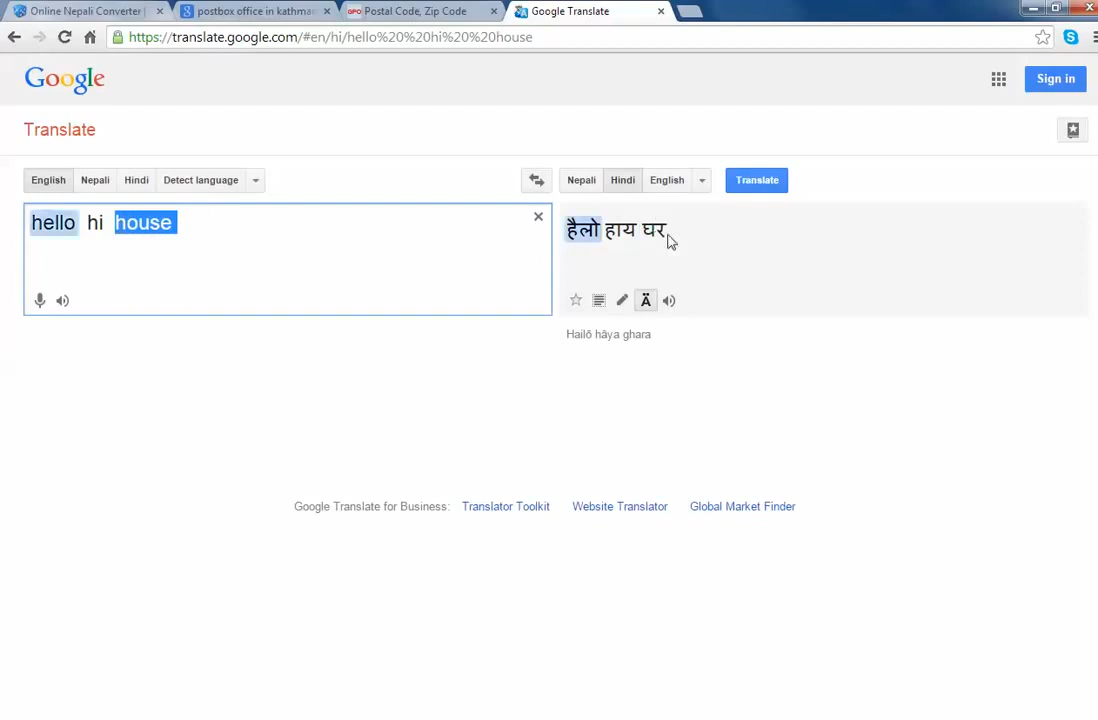 Online Nepali Converter | postbox office in kathma Postal Code, Zip Code Google Translate
https://translate.google.com/#en/hi/hello%20%20hi%20%20house
Google Sign in
Translate
English Nepali Hindi Detect language Nepali Hindi English Translate
hello hi house
हैलो हाय घर
Ä
Hailō hāya ghara
Google Translate for Business: Translator Toolkit Website Translator Global Market Finder